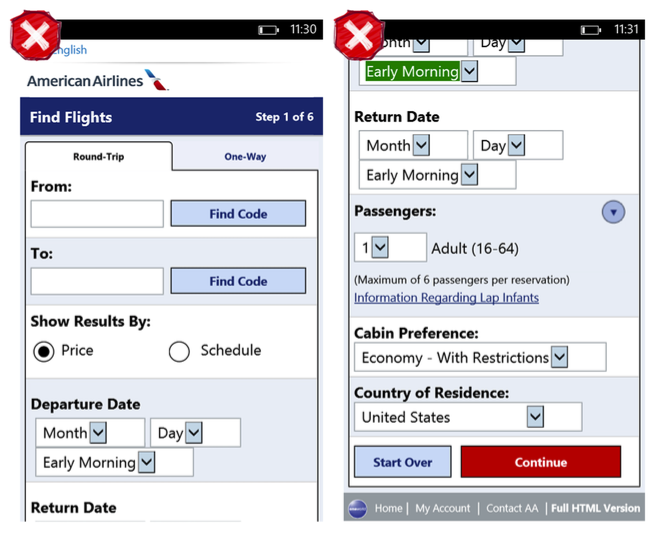 11:30
English
American Airlines
Find Flights Step 1 of 6
Round-Trip One-Way
From:
Find Code
To:
Find Code
Show Results By:
Price Schedule
Departure Date
Month Day
Early Morning
Return Date
11:31
Month Day
Early Morning
Return Date
Month Day
Early Morning
Passengers:
1 Adult (16-64)
(Maximum of 6 passengers per reservation)
Information Regarding Lap Infants
Cabin Preference:
Economy - With Restrictions
Country of Residence:
United States
Start Over Continue
Home | My Account | Contact AA | Full HTML Version